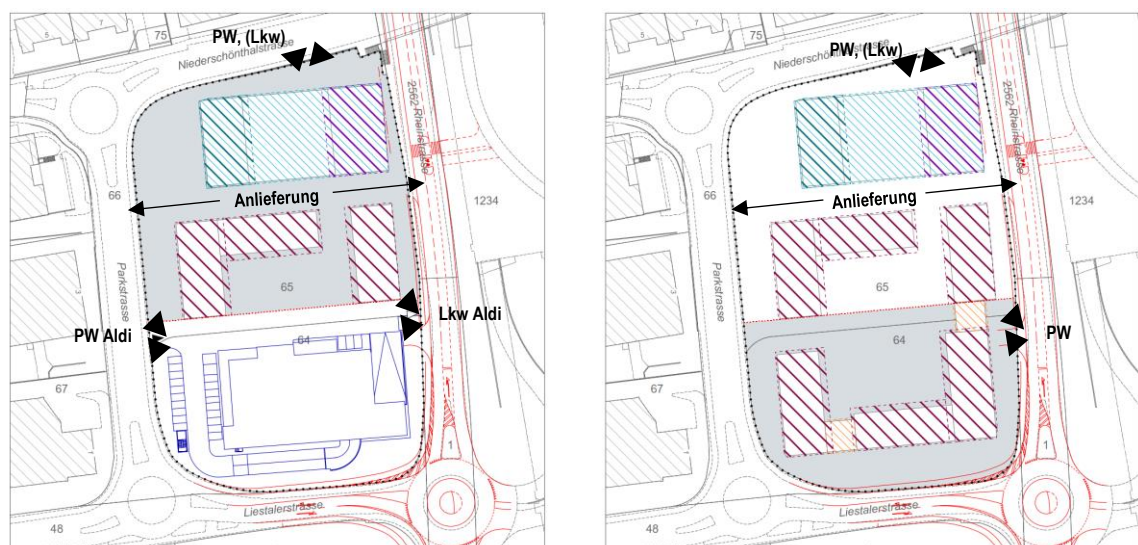 5
7
75
PW, (Lkw)
Niederschönthalstrasse
2562 Rheinstrasse
66
Anlieferung
1234
Parkstrasse
65
PW Aldi
Lkw Aldi
64
67
1
Liestalerstrasse
48
5
7
75
PW, (Lkw)
Niederschönthalstrasse
2562 Rheinstrasse
66
Anlieferung
1234
Parkstrasse
65
64
PW
67
1
Liestalerstrasse
48